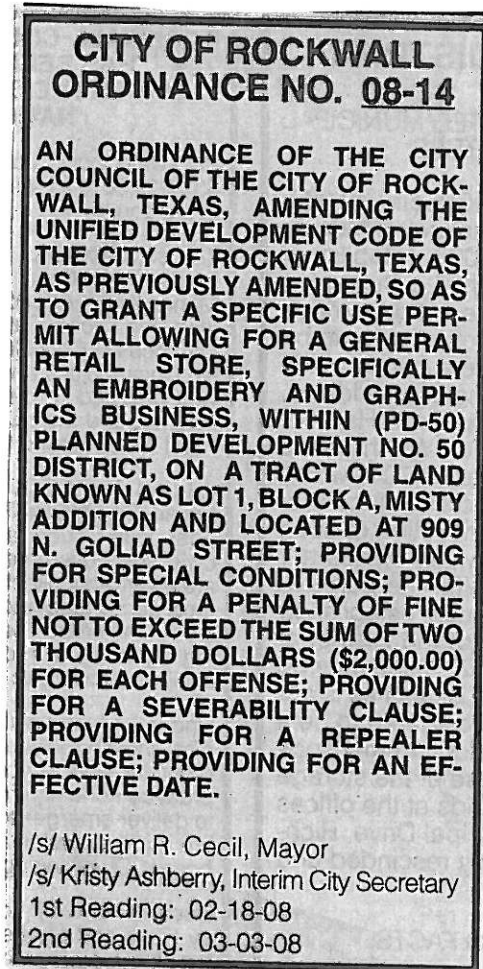 CITY OF ROCKWALL
ORDINANCE NO. 08-14
AN ORDINANCE OF THE CITY
COUNCIL OF THE CITY OF ROCK-
WALL, TEXAS, AMENDING THE
UNIFIED DEVELOPMENT CODE OF
THE CITY OF ROCKWALL, TEXAS,
AS PREVIOUSLY AMENDED, SO AS
TO GRANT A SPECIFIC USE PER-
MIT ALLOWING FOR A GENERAL
RETAIL STORE, SPECIFICALLY
AN EMBROIDERY AND GRAPH-
ICS BUSINESS, WITHIN (PD-50)
PLANNED DEVELOPMENT NO. 50
DISTRICT, ON A TRACT OF LAND
KNOWN AS LOT 1, BLOCK A, MISTY
ADDITION AND LOCATED AT 909
N. GOLIAD STREET; PROVIDING
FOR SPECIAL CONDITIONS; PRO-
VIDING FOR A PENALTY OF FINE
NOT TO EXCEED THE SUM OF TWO
THOUSAND DOLLARS ($2,000.00)
FOR EACH OFFENSE; PROVIDING
FOR A SEVERABILITY CLAUSE;
PROVIDING FOR A REPEALER
CLAUSE; PROVIDING FOR AN EF-
FECTIVE DATE.
/s/ William R. Cecil, Mayor
/s/ Kristy Ashberry, Interim City Secretary
1st Reading: 02-18-08
2nd Reading: 03-03-08